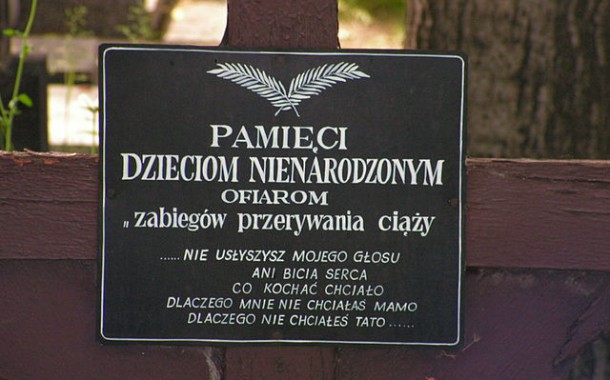 PAMIĘCI
DZIECIOM NIENARODZONYM
OFIAROM
„ zabiegów przerywania ciąży
...... NIE USŁYSZYSZ MOJEGO GŁOSU
ANI BICIA SERCA
CO KOCHAĆ CHCIAŁO
DLACZEGO MNIE NIE CHCIAŁAŚ MAMO
DLACZEGO NIE CHCIAŁEŚ TATO ......